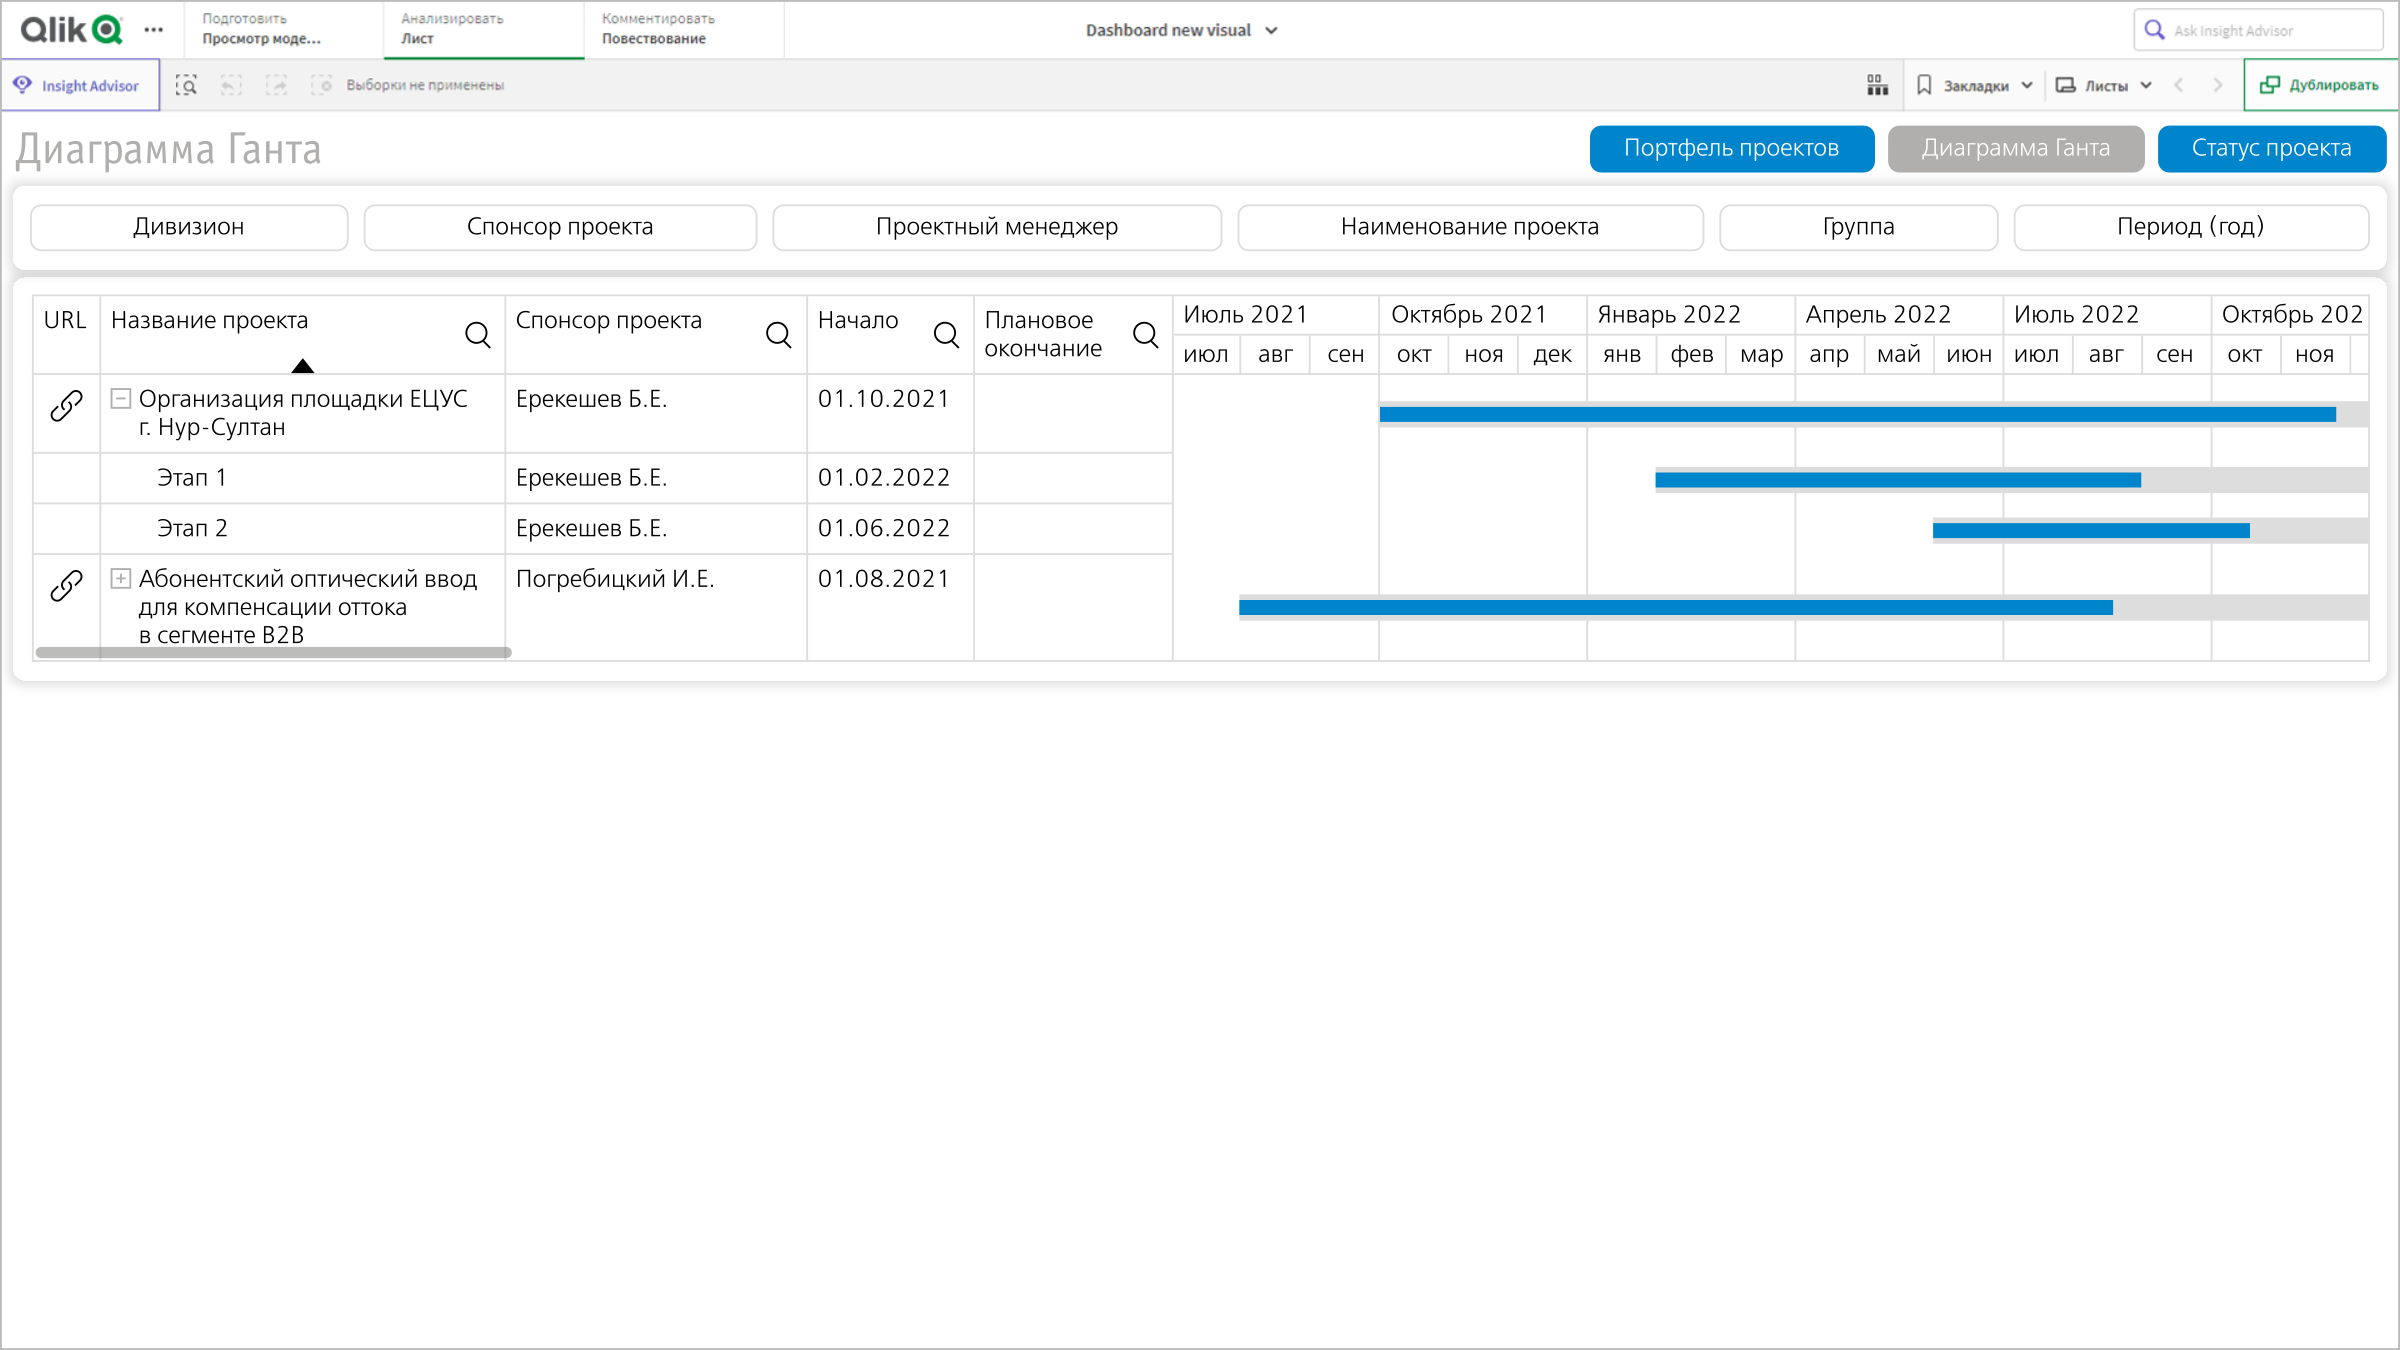 Qlik
Подготовить
Просмотр моде...
Анализировать
Лист
Комментировать
Повествование
Dashboard new visual
Ask Insight Advisor
Insight Advisor
Выборки не применены
Закладки
Листы
Дублировать
Диаграмма Ганта
Портфель проектов
Диаграмма Ганта
Статус проекта
Дивизион
Спонсор проекта
Проектный менеджер
Наименование проекта
Группа
Период (год)
URL
Название проекта
Спонсор проекта
Начало
Плановое
окончание
Июль 2021
Октябрь 2021
Январь 2022
Апрель 2022
Июль 2022
Октябрь 202
июл
авг
сен
окт
ноя
дек
янв
фев
мар
апр
май
июн
июл
авг
сен
окт
ноя
Организация площадки ЕЦУС
г. Нур-Султан
Ерекешев Б.Е.
01.10.2021
Этап 1
Ерекешев Б.Е.
01.02.2022
Этап 2
Ерекешев Б.Е.
01.06.2022
Абонентский оптический ввод
для компенсации оттока
в сегменте B2B
Погребицкий И.Е.
01.08.2021